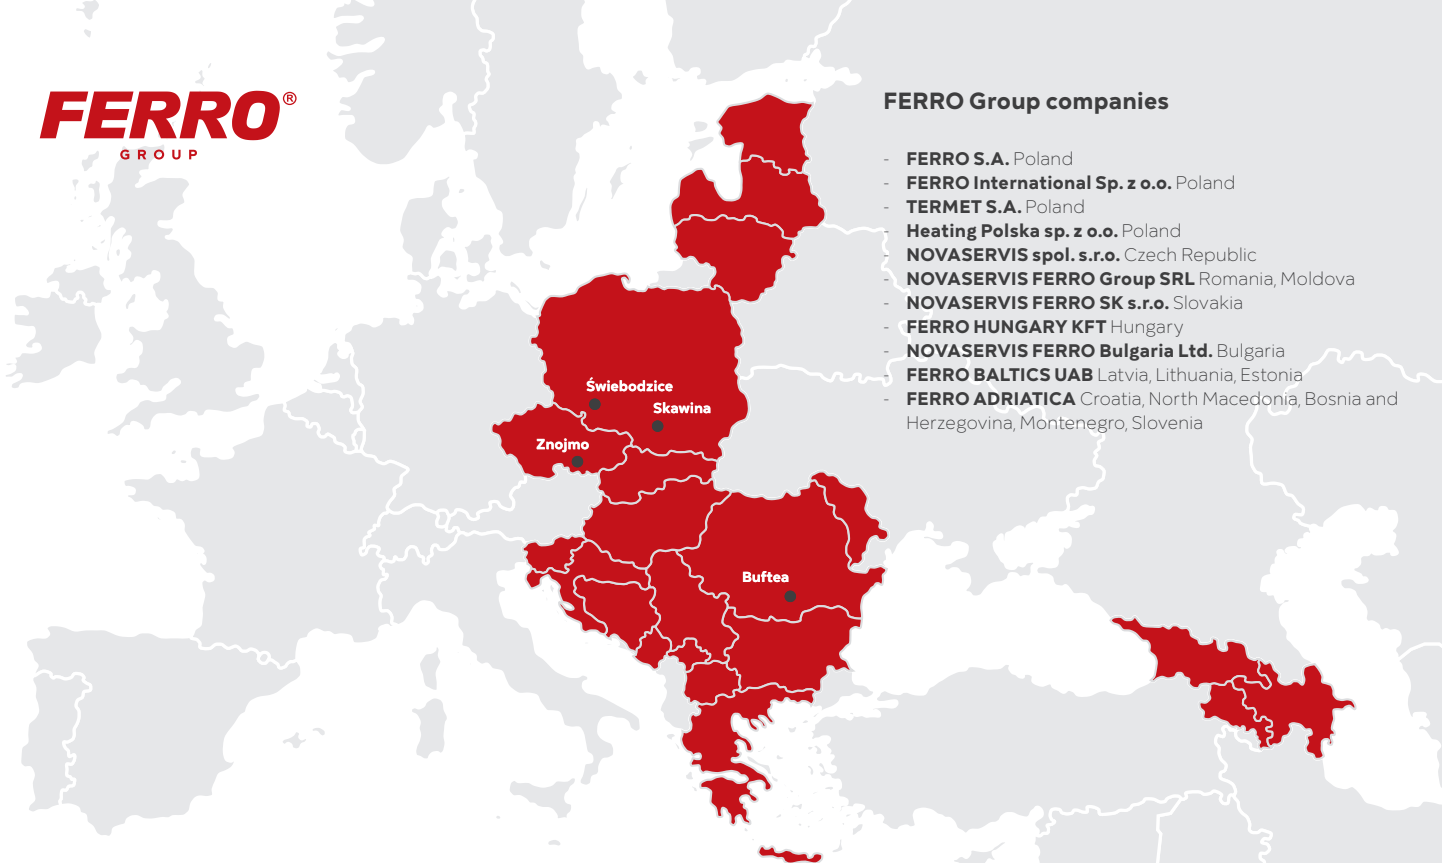 FERRO®
GROUP
FERRO Group companies
- FERRO S.A. Poland
- FERRO International Sp. z o.o. Poland
- TERMET S.A. Poland
- Heating Polska sp. z o.o. Poland
- NOVASERVIS spol. s.r.o. Czech Republic
- NOVASERVIS FERRO Group SRL Romania, Moldova
- NOVASERVIS FERRO SK s.r.o. Slovakia
- FERRO HUNGARY KFT Hungary
- NOVASERVIS FERRO Bulgaria Ltd. Bulgaria
- FERRO BALTICS UAB Latvia, Lithuania, Estonia
- FERRO ADRIATICA Croatia, North Macedonia, Bosnia and
Herzegovina, Montenegro, Slovenia
Świebodzice
Skawina
Znojmo
Buftea